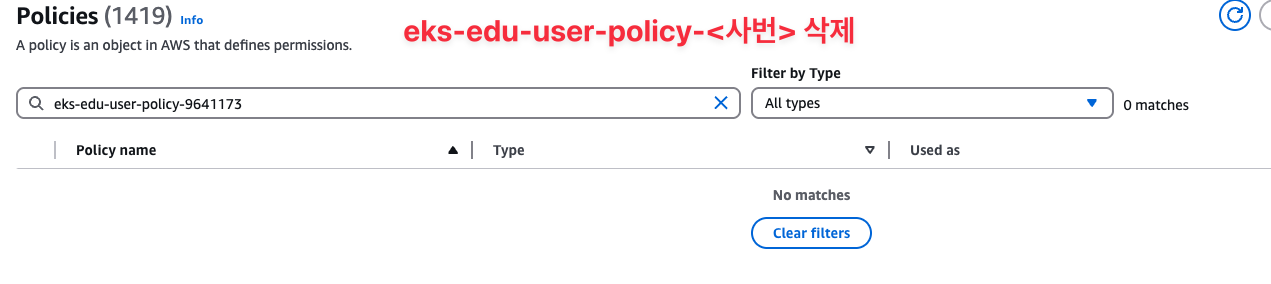 Policies (1419) Info
A policy is an object in AWS that defines permissions.
eks-edu-user-policy-<사번> 삭제
Filter by Type
eks-edu-user-policy-9641173
All types
0 matches
Policy name
Type
Used as
No matches
Clear filters